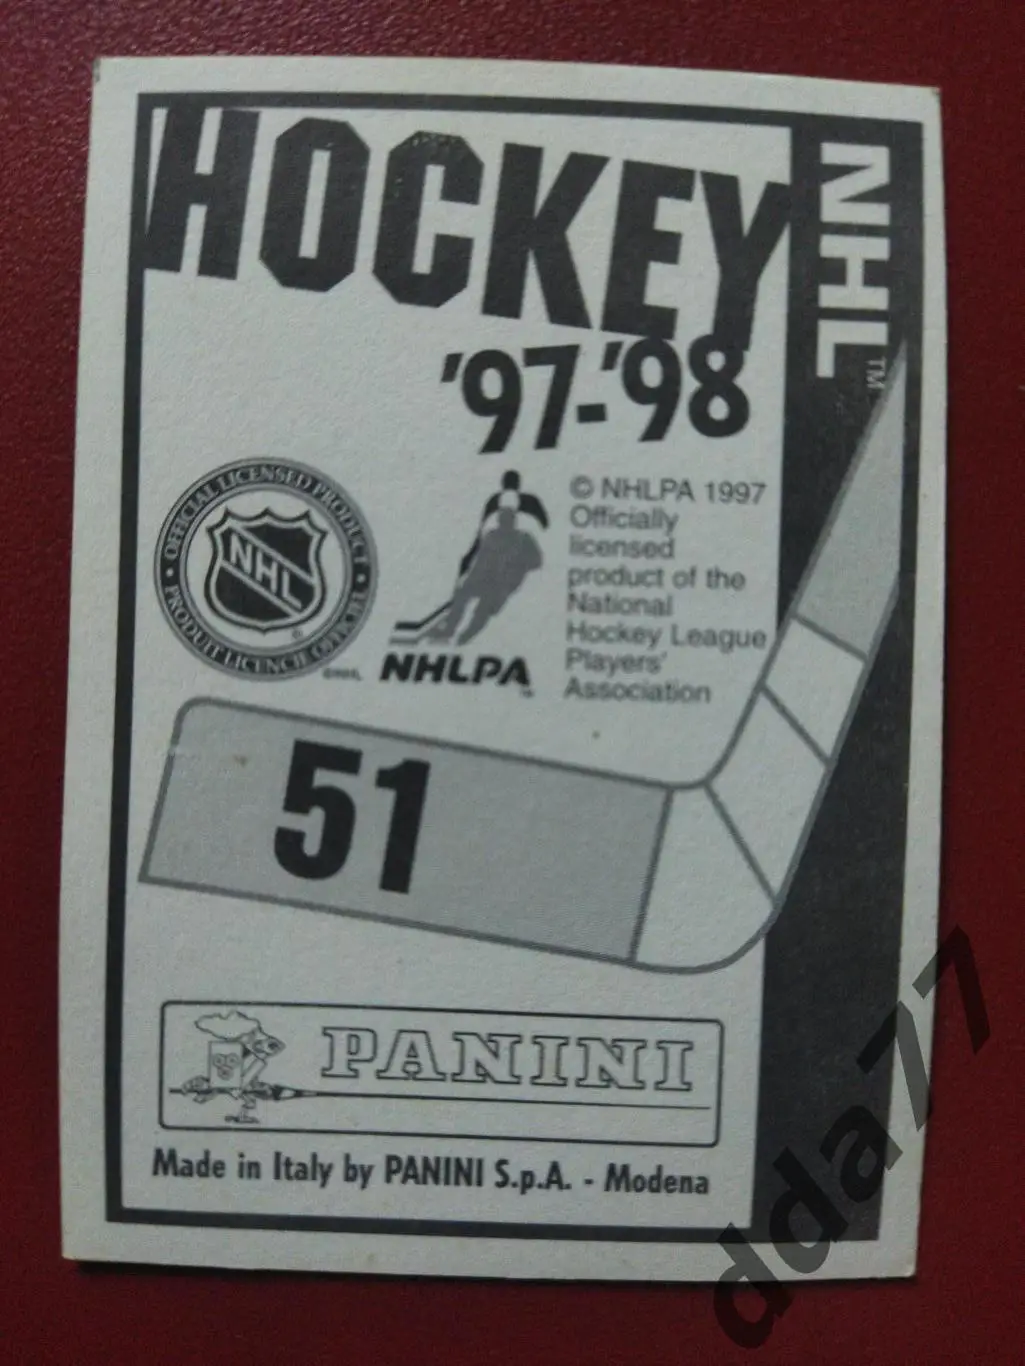 HOCKEY
NHL™
'97-'98
OFFICIAL LICENSED PRODUCT
NHL
®
PRODUIT LICENCIE OFFICIEL
NHLPA
™
© NHLPA 1997
Officially
licensed
product of the
National
Hockey League
Players'
Association
51
PANINI
Made in Italy by PANINI S.p.A. - Modena
dda77